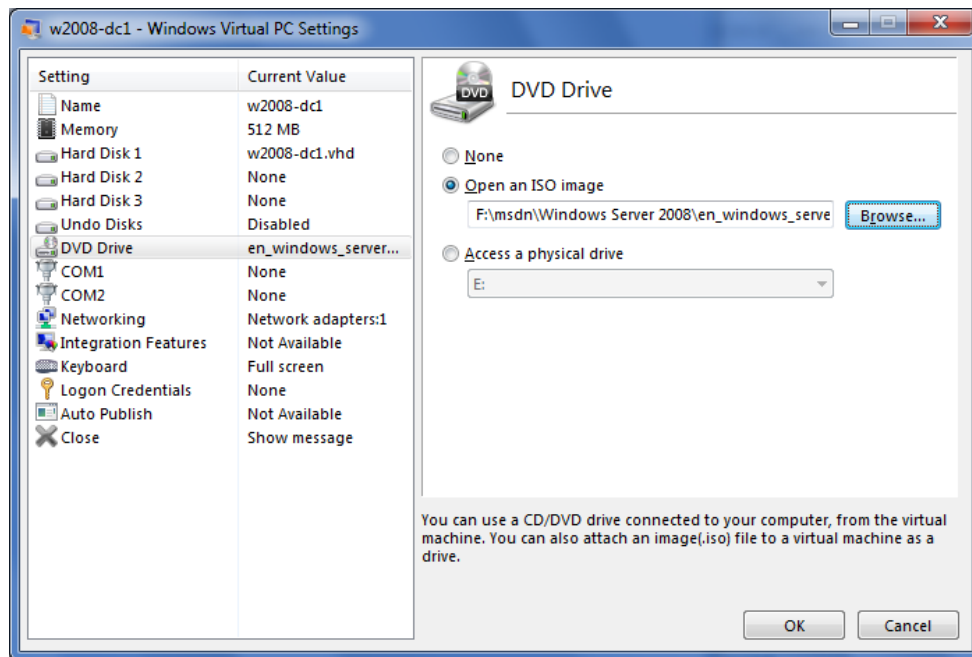 w2008-dc1 - Windows Virtual PC Settings
Setting Current Value
Name w2008-dc1
Memory 512 MB
Hard Disk 1 w2008-dc1.vhd
Hard Disk 2 None
Hard Disk 3 None
Undo Disks Disabled
DVD Drive en_windows_server...
COM1 None
COM2 None
Networking Network adapters:1
Integration Features Not Available
Keyboard Full screen
Logon Credentials None
Auto Publish Not Available
Close Show message
DVD
DVD Drive
None
Open an ISO image
F:\msdn\Windows Server 2008\en_windows_serve
Browse...
Access a physical drive
E:
You can use a CD/DVD drive connected to your computer, from the virtual
machine. You can also attach an image(.iso) file to a virtual machine as a
drive.
OK Cancel